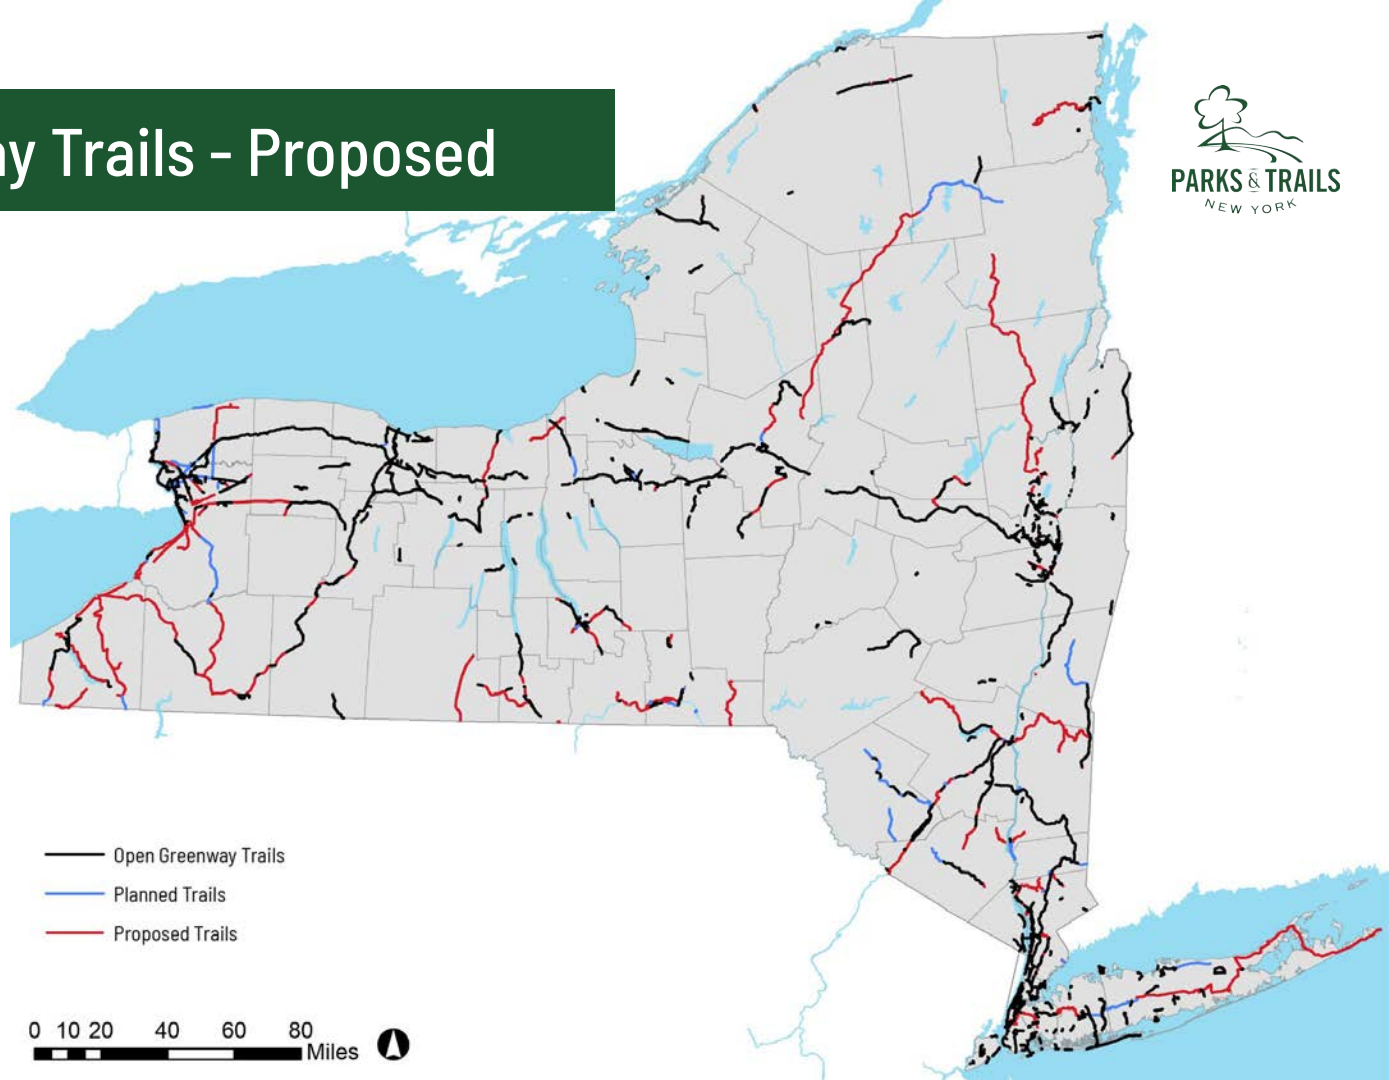 ay Trails - Proposed
PARKS & TRAILS
NEW YORK
Open Greenway Trails
Planned Trails
Proposed Trails
0 10 20 40 60 80
Miles